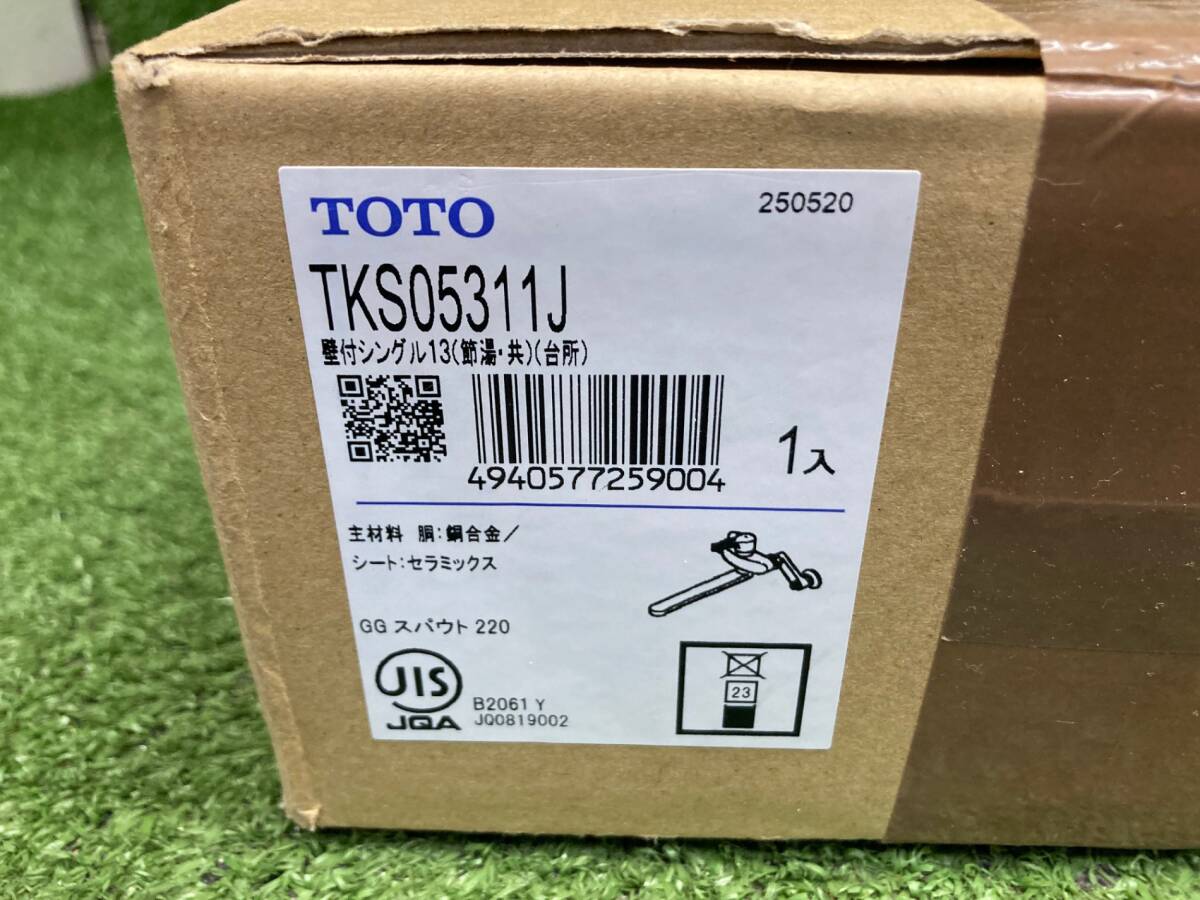 TOTO
250520
TKS05311J
壁付シングル13(節湯・共)(台所)
4940577259004
1入
主材料 胴:銅合金/
シート:セラミックス
GG スパウト 220
JIS
JQA
B2061 Y
JQ0819002
23